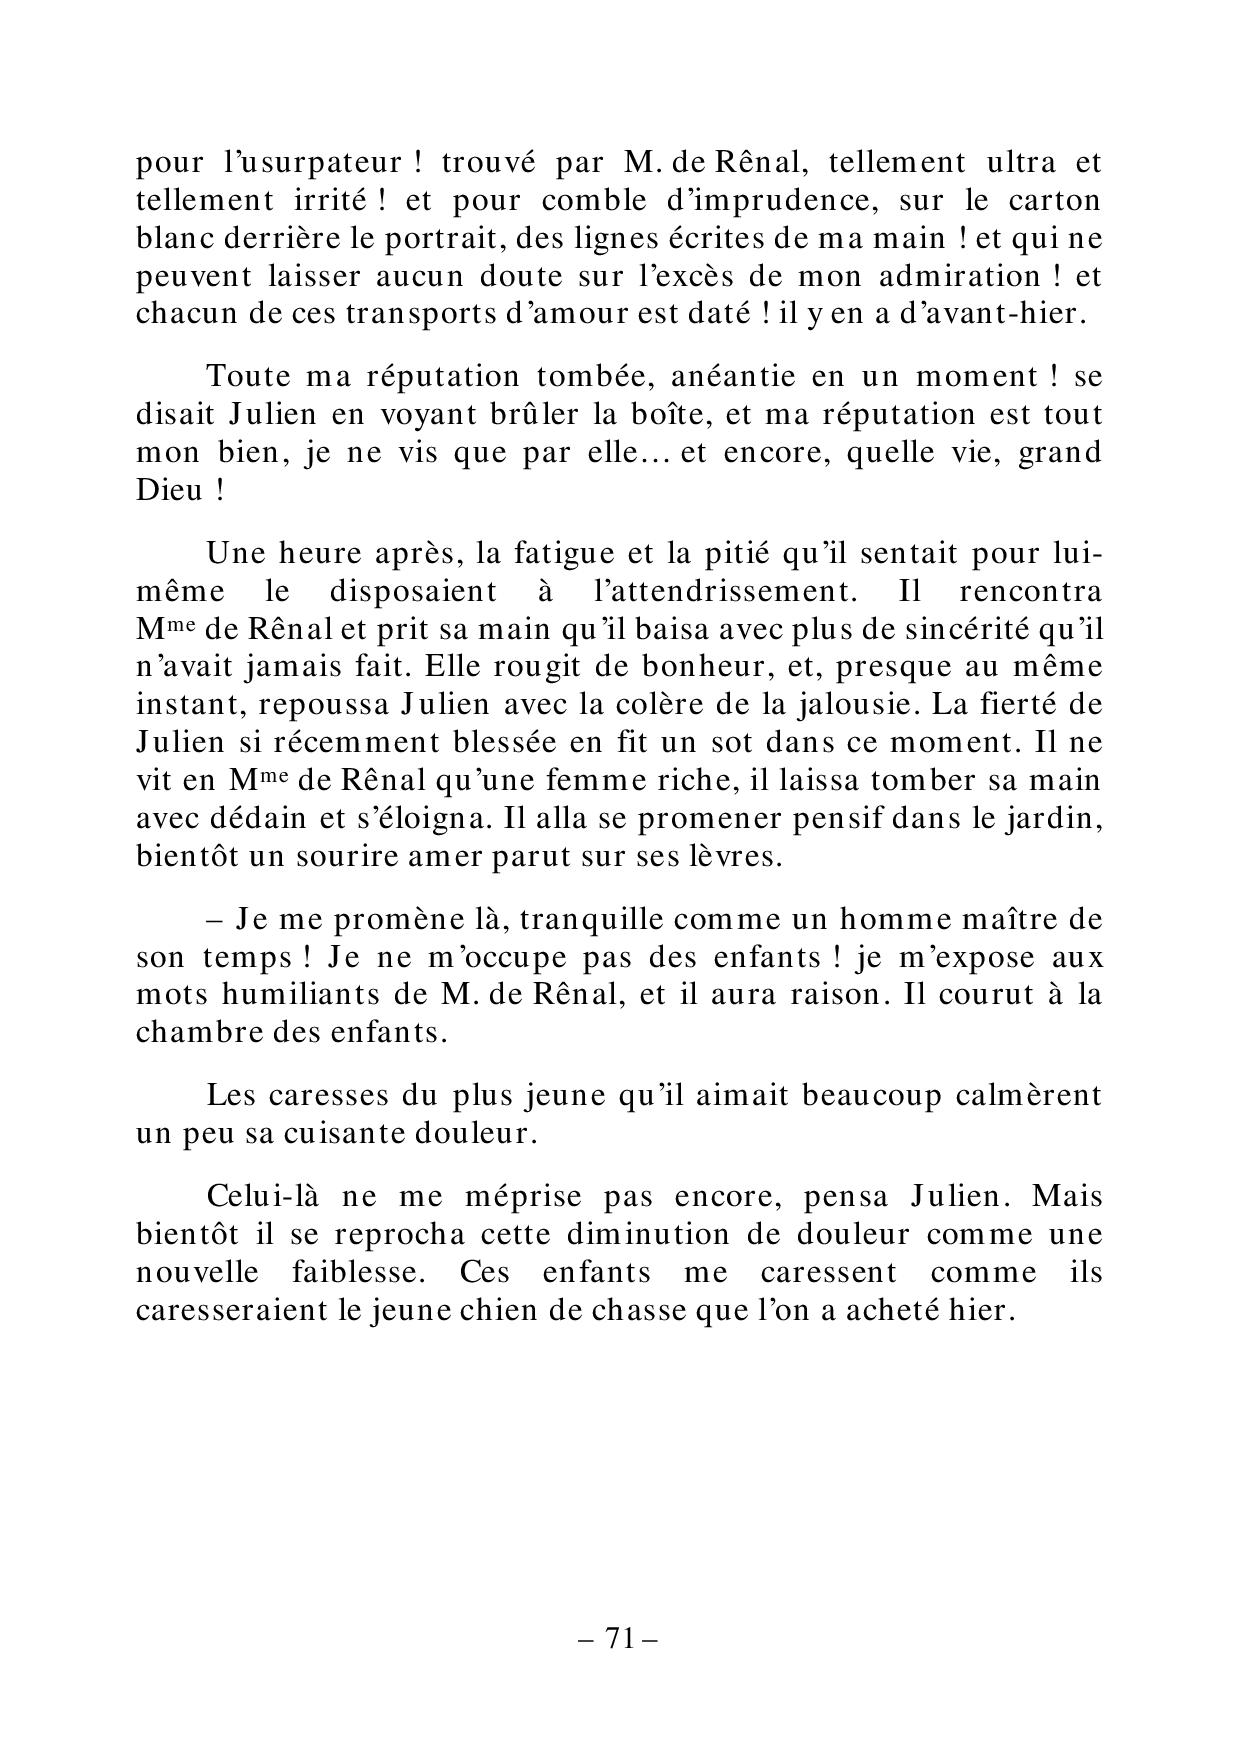 pour l’usurpateur ! trouvé par M. de Rênal, tellement ultra et
tellement irrité ! et pour comble d’imprudence, sur le carton
blanc derrière le portrait, des lignes écrites de ma main ! et qui ne
peuvent laisser aucun doute sur l’excès de mon admiration ! et
chacun de ces transports d’amour est daté ! il y en a d’avant-hier.
Toute ma réputation tombée, anéantie en un moment ! se
disait Julien en voyant brûler la boîte, et ma réputation est tout
mon bien, je ne vis que par elle… et encore, quelle vie, grand
Dieu !
Une heure après, la fatigue et la pitié qu’il sentait pour lui-
même le disposaient à l’attendrissement. Il rencontra
Mme de Rênal et prit sa main qu’il baisa avec plus de sincérité qu’il
n’avait jamais fait. Elle rougit de bonheur, et, presque au même
instant, repoussa Julien avec la colère de la jalousie. La fierté de
Julien si récemment blessée en fit un sot dans ce moment. Il ne
vit en Mme de Rênal qu’une femme riche, il laissa tomber sa main
avec dédain et s’éloigna. Il alla se promener pensif dans le jardin,
bientôt un sourire amer parut sur ses lèvres.
– Je me promène là, tranquille comme un homme maître de
son temps ! Je ne m’occupe pas des enfants ! je m’expose aux
mots humiliants de M. de Rênal, et il aura raison. Il courut à la
chambre des enfants.
Les caresses du plus jeune qu’il aimait beaucoup calmèrent
un peu sa cuisante douleur.
Celui-là ne me méprise pas encore, pensa Julien. Mais
bientôt il se reprocha cette diminution de douleur comme une
nouvelle faiblesse. Ces enfants me caressent comme ils
caresseraient le jeune chien de chasse que l’on a acheté hier.
– 71 –